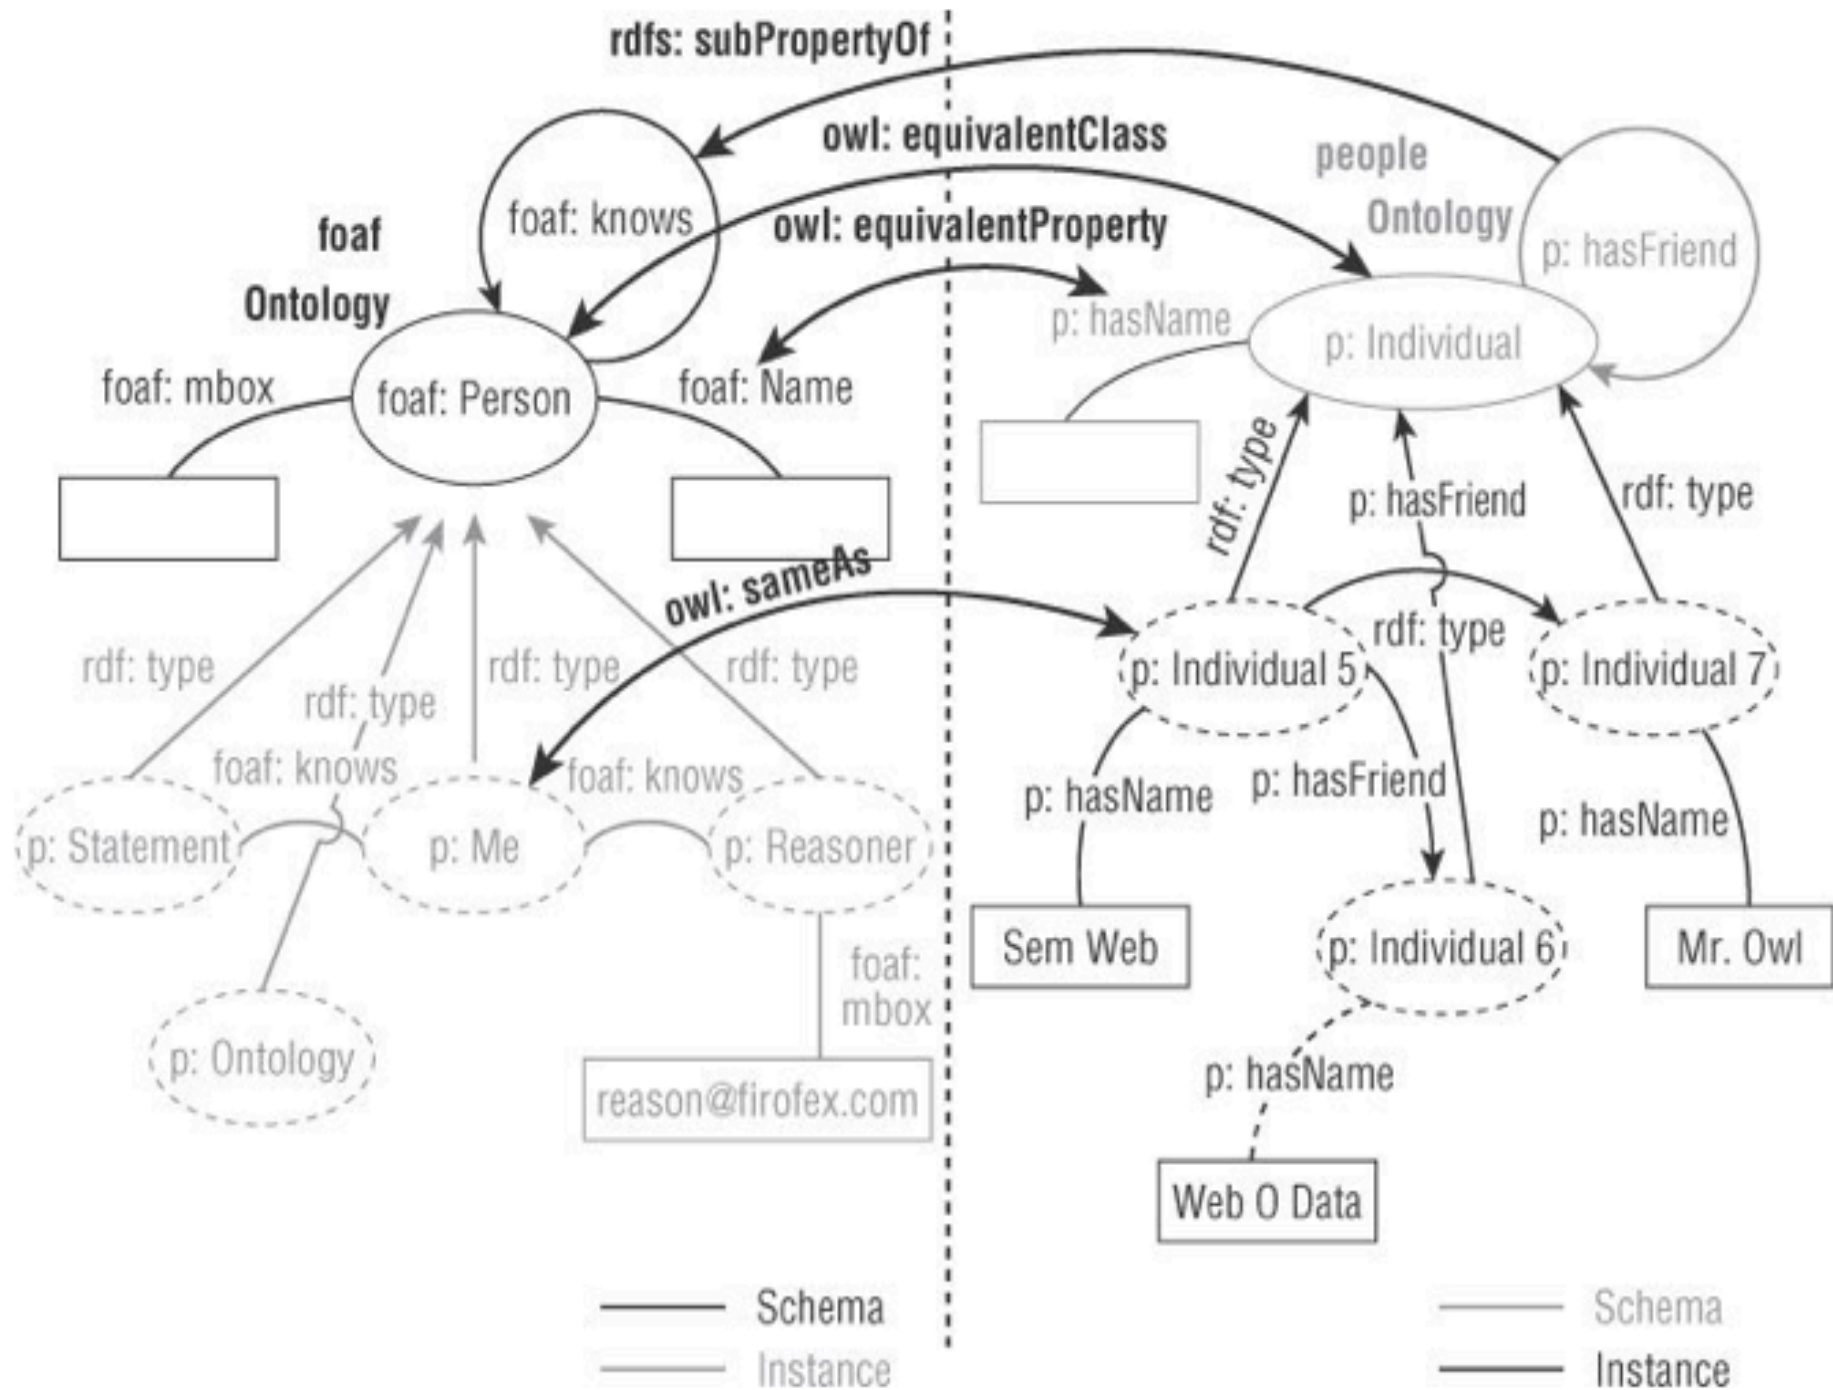 rdfs: subPropertyOf
owl: equivalentClass
people
Ontology
foaf: knows
owl: equivalentProperty
p: hasFriend
foaf
Ontology
p: hasName
p: Individual
foaf: mbox
foaf: Person
foaf: Name
rdf: type
p: hasFriend
rdf: type
owl: sameAs
rdf: type
rdf: type
rdf: type
rdf: type
rdf: type
p: Individual 5
p: Individual 7
foaf: knows
foaf: knows
p: hasName
p: hasFriend
p: hasName
p: Statement
p: Me
p: Reasoner
Sem Web
p: Individual 6
Mr. Owl
foaf:
mbox
p: Ontology
p: hasName
reason@firofex.com
Web O Data
Schema
Instance
Schema
Instance